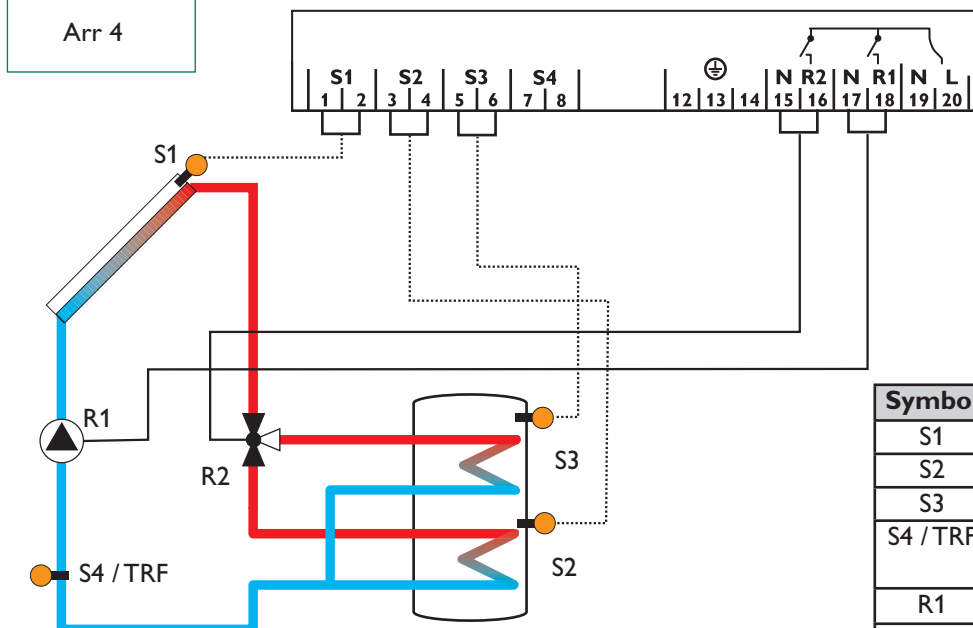 Arr 4
S1 S2 S3 S4 N R2 N R1 N L
1 2 3 4 5 6 7 8 12 13 14 15 16 17 18 19 20
S1
R1
R2
S3
S2
S4 / TRF
Symbo
S1
S2
S3
S4 / TRF
R1